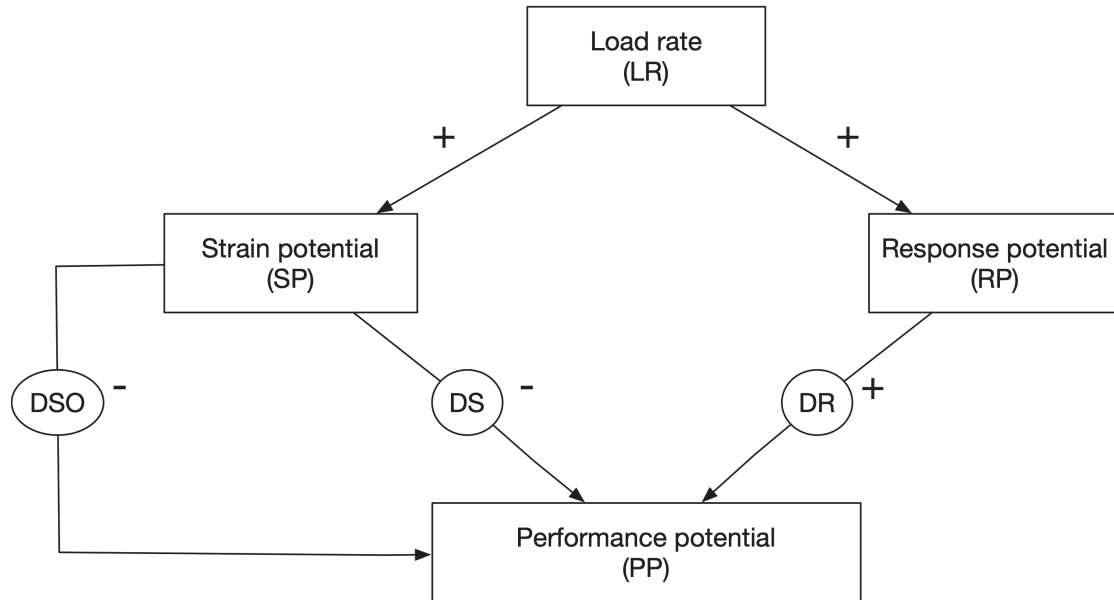 Load rate
(LR)
+
+
Strain potential
(SP)
Response potential
(RP)
DSO
-
DS
-
DR
+
Performance potential
(PP)